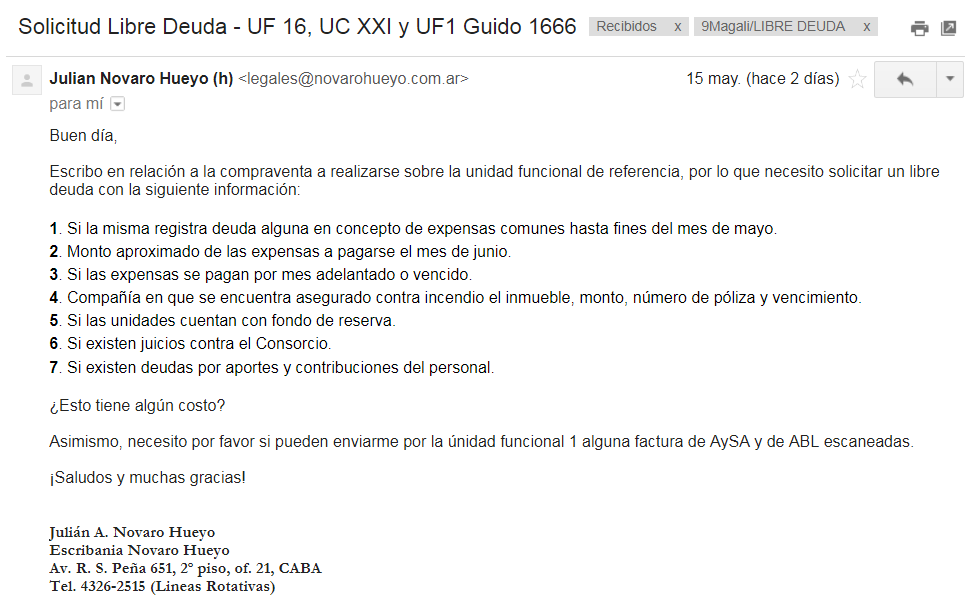 Solicitud Libre Deuda - UF 16, UC XXI y UF1 Guido 1666
Recibidos x
9Magali/LIBRE DEUDA x
Julian Novaro Hueyo (h) <legales@novarohueyo.com.ar>
15 may. (hace 2 días)
para mí
Buen día,
Escribo en relación a la compraventa a realizarse sobre la unidad funcional de referencia, por lo que necesito solicitar un libre
deuda con la siguiente información:
1. Si la misma registra deuda alguna en concepto de expensas comunes hasta fines del mes de mayo.
2. Monto aproximado de las expensas a pagarse el mes de junio.
3. Si las expensas se pagan por mes adelantado o vencido.
4. Compañía en que se encuentra asegurado contra incendio el inmueble, monto, número de póliza y vencimiento.
5. Si las unidades cuentan con fondo de reserva.
6. Si existen juicios contra el Consorcio.
7. Si existen deudas por aportes y contribuciones del personal.
¿Esto tiene algún costo?
Asimismo, necesito por favor si pueden enviarme por la únidad funcional 1 alguna factura de AySA y de ABL escaneadas.
¡Saludos y muchas gracias!
Julián A. Novaro Hueyo
Escribania Novaro Hueyo
Av. R. S. Peña 651, 2° piso, of. 21, CABA
Tel. 4326-2515 (Lineas Rotativas)